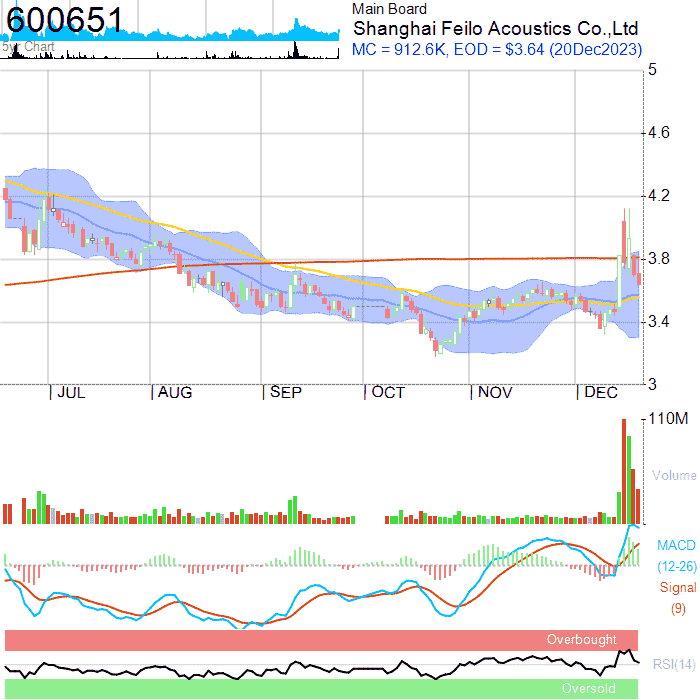 600651
5yr Chart
Main Board
Shanghai Feilo Acoustics Co.,Ltd
MC = 912.6K, EOD = $3.64 (20Dec2023)
5
4.6
4.2
3.8
3.4
3
JUL
AUG
SEP
OCT
NOV
DEC
110M
Volume
MACD
(12-26)
Signal
(9)
Overbought
RSI(14)
Oversold